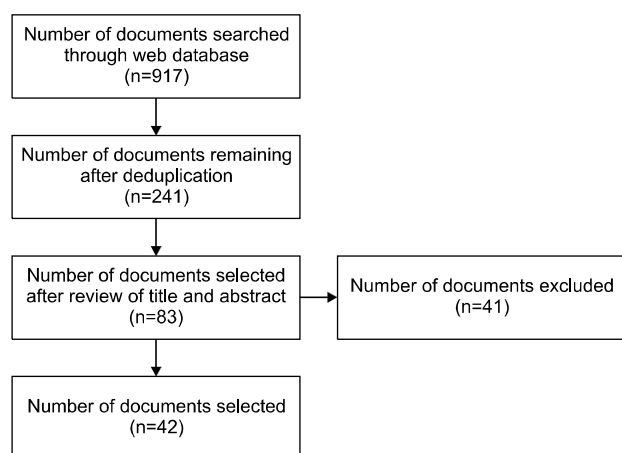 Number of documents searched
through web database
(n=917)
Number of documents remaining
after deduplication
(n=241)
Number of documents selected
after review of title and abstract
(n=83)
Number of documents excluded
(n=41)
Number of documents selected
(n=42)